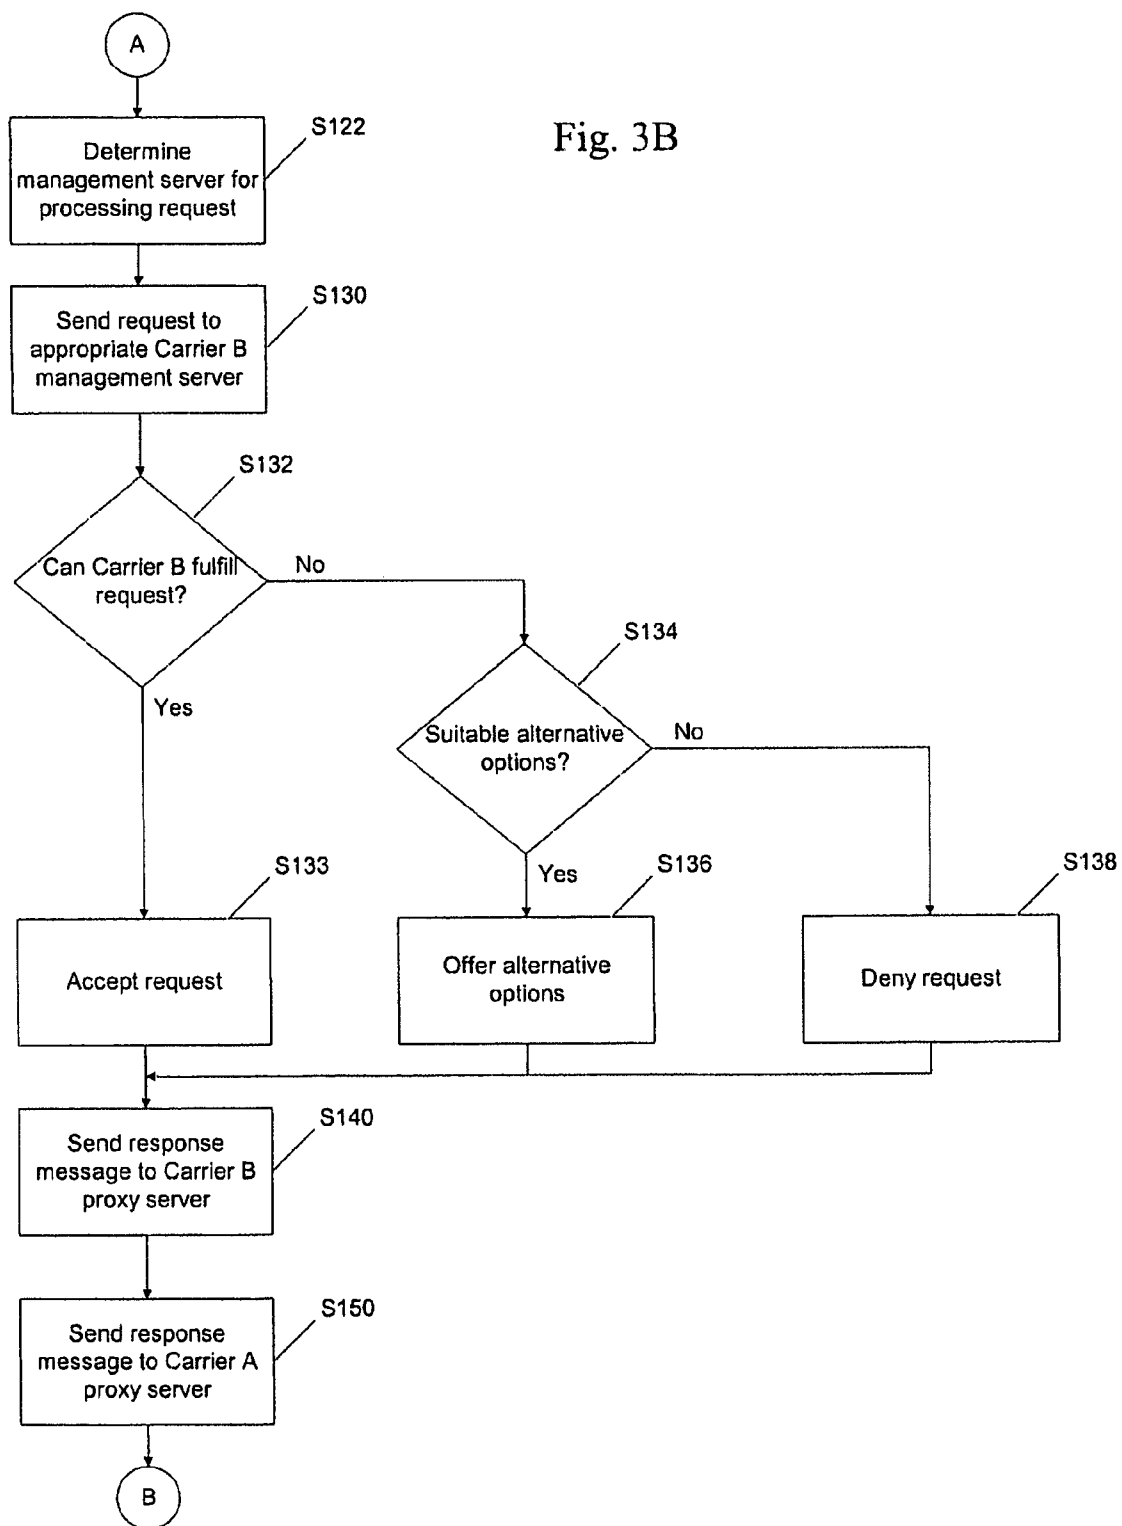 A
Fig. 3B
S122
Determine
management server for
processing request
S130
Send request to
appropriate Carrier B
management server
S132
Can Carrier B fulfill
request?
No
Yes
S134
Suitable alternative
options?
No
Yes
S133
Accept request
S136
Offer alternative
options
S138
Deny request
S140
Send response
message to Carrier B
proxy server
S150
Send response
message to Carrier A
proxy server
B